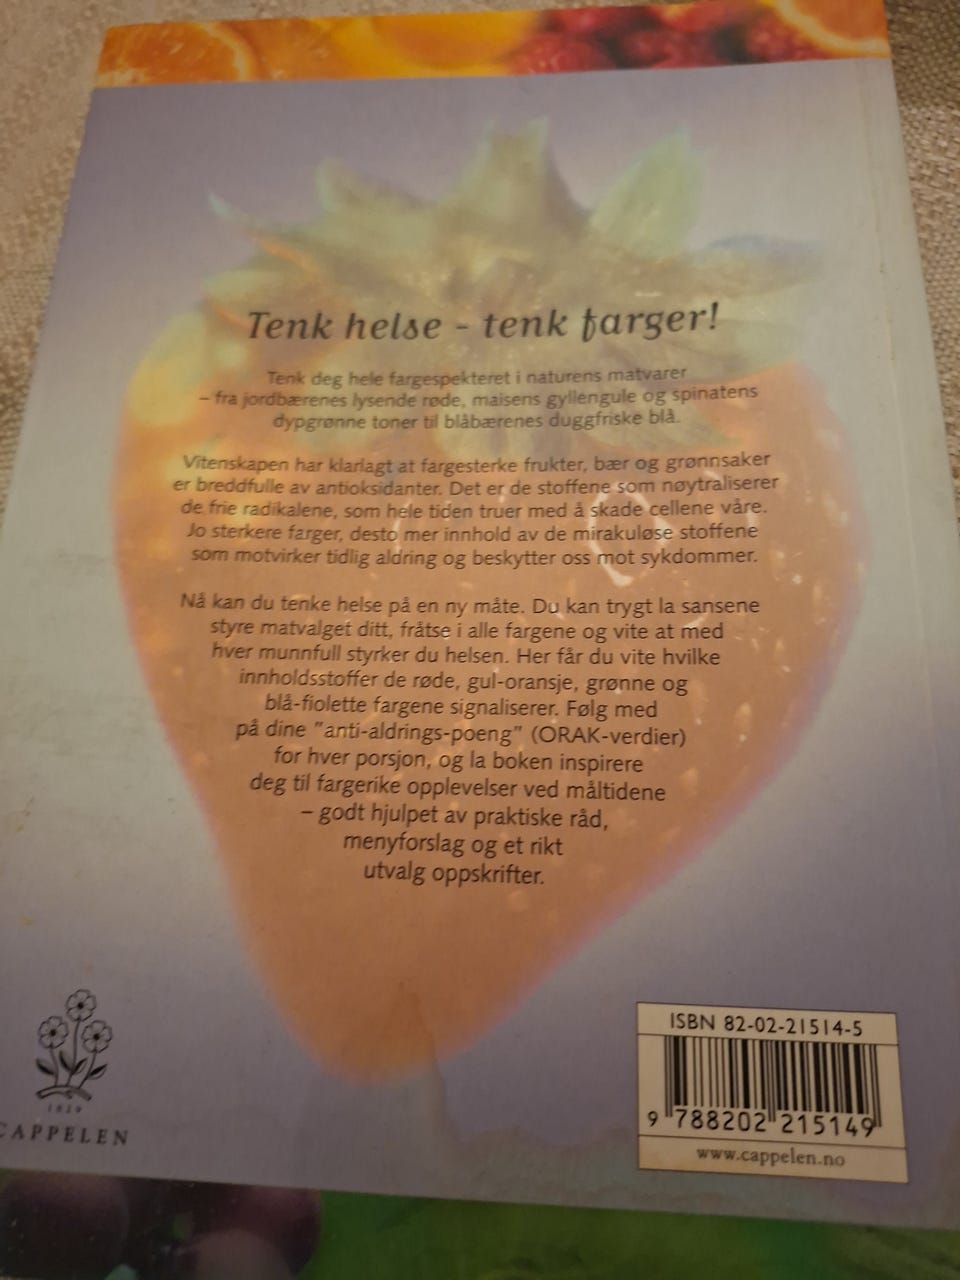 Tenk helse - tenk farger!
Tenk deg hele fargespekteret i naturens matvarer
– fra jordbærenes lysende røde, maisens gyllengule og spinatens
dypgrønne toner til blåbærenes duggfriske blå.
Vitenskapen har klarlagt at fargesterke frukter, bær og grønnsaker
er breddfulle av antioksidanter. Det er de stoffene som nøytraliserer
de frie radikalene, som hele tiden truer med å skade cellene våre.
Jo sterkere farger, desto mer innhold av de mirakuløse stoffene
som motvirker tidlig aldring og beskytter oss mot sykdommer.
Nå kan du tenke helse på en ny måte. Du kan trygt la sansene
styre matvalget ditt, fråtse i alle fargene og vite at med
hver munnfull styrker du helsen. Her får du vite hvilke
innholdsstoffer de røde, gul-oransje, grønne og
blå-fiolette fargene signaliserer. Følg med
på dine "anti-aldrings-poeng" (ORAK-verdier)
for hver porsjon, og la boken inspirere
deg til fargerike opplevelser ved måltidene
– godt hjulpet av praktiske råd,
menyforslag og et rikt
utvalg oppskrifter.
1829
CAPPELEN
ISBN 82-02-21514-5
9 788202 215149
www.cappelen.no